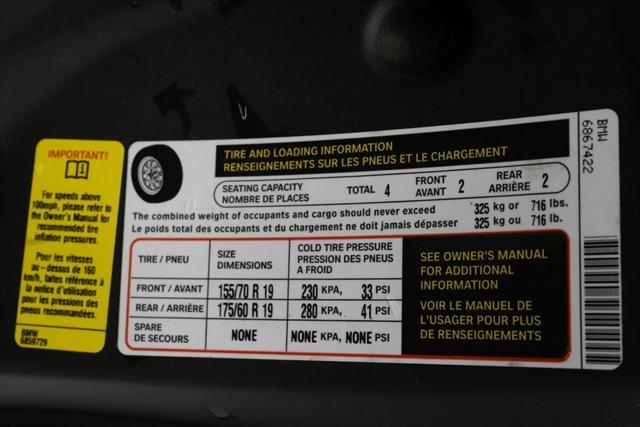 IMPORTANT!
For speeds above
100mph, please refer to
the Owner's Manual for
recommended tire
inflation pressures.
Pour les vitesses
au-dessus de 160
km/h, faites référence à
la notice d'utilisation
pour les pressions des
pneus recommandées.
BMW
6859729
TIRE AND LOADING INFORMATION
RENSEIGNEMENTS SUR LES PNEUS ET LE CHARGEMENT
SEATING CAPACITY
NOMBRE DE PLACES
TOTAL 4
FRONT
AVANT 2
REAR
ARRIÈRE 2
The combined weight of occupants and cargo should never exceed 325 kg or 716 lbs.
Le poids total des occupants et du chargement ne doit jamais dépasser 325 kg ou 716 lb.
TIRE / PNEU
SIZE
DIMENSIONS
COLD TIRE PRESSURE
PRESSION DES PNEUS
A FROID
FRONT / AVANT 155/70 R 19 230 KPA, 33 PSI
REAR / ARRIÈRE 175/60 R 19 280 KPA, 41 PSI
SPARE
DE SECOURS
NONE NONE KPA, NONE PSI
SEE OWNER'S MANUAL
FOR ADDITIONAL
INFORMATION
VOIR LE MANUEL DE
L'USAGER POUR PLUS
DE RENSEIGNEMENTS
BMW
6867422